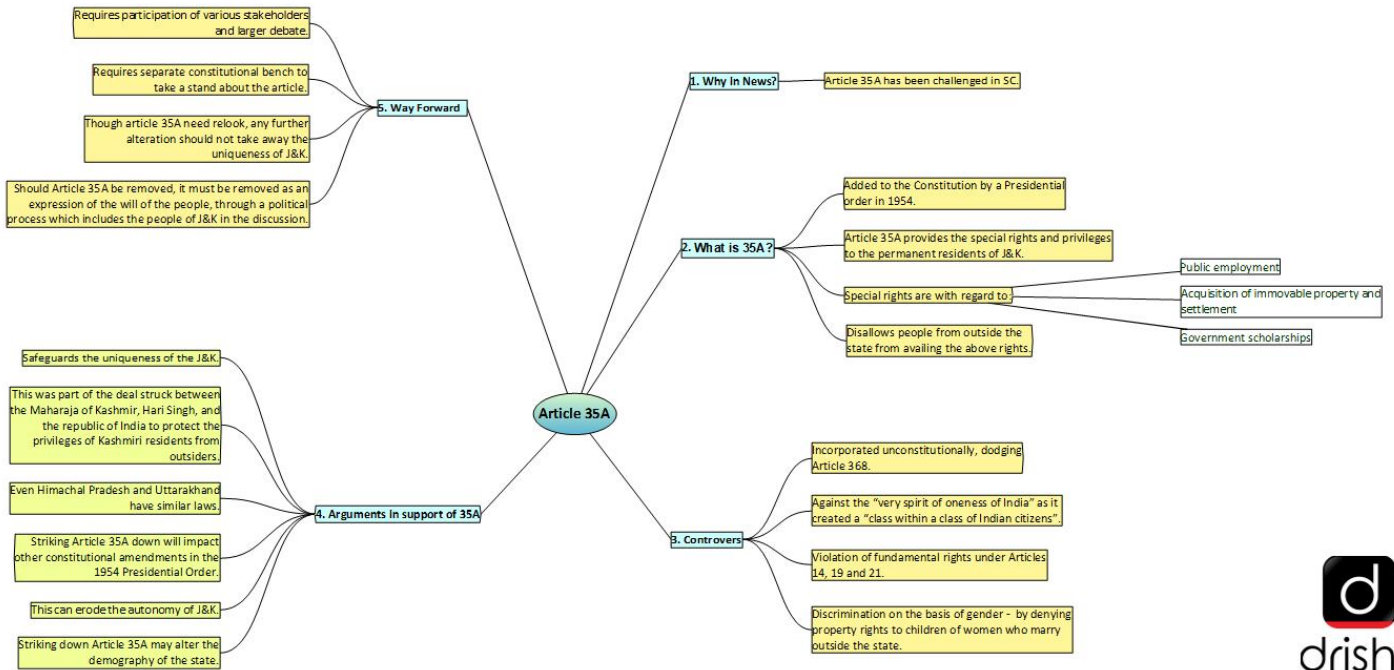 Article 35A
1. Why in News?
Article 35A has been challenged in SC.
2. What is 35A?
Added to the Constitution by a Presidential
order in 1954.
Article 35A provides the special rights and privileges
to the permanent residents of J&K.
Special rights are with regard to:
Public employment
Acquisition of immovable property and
settlement
Government scholarships
Disallows people from outside the
state from availing the above rights.
3. Controvers
Incorporated unconstitutionally, dodging
Article 368.
Against the “very spirit of oneness of India” as it
created a “class within a class of Indian citizens”.
Violation of fundamental rights under Articles
14, 19 and 21.
Discrimination on the basis of gender - by denying
property rights to children of women who marry
outside the state.
4. Arguments in support of 35A
Safeguards the uniqueness of the J&K.
This was part of the deal struck between
the Maharaja of Kashmir, Hari Singh, and
the republic of India to protect the
privileges of Kashmiri residents from
outsiders.
Even Himachal Pradesh and Uttarakhand
have similar laws.
Striking Article 35A down will impact
other constitutional amendments in the
1954 Presidential Order.
This can erode the autonomy of J&K.
Striking down Article 35A may alter the
demography of the state.
5. Way Forward
Requires participation of various stakeholders
and larger debate.
Requires separate constitutional bench to
take a stand about the article.
Though article 35A need relook, any further
alteration should not take away the
uniqueness of J&K.
Should Article 35A be removed, it must be removed as an
expression of the will of the people, through a political
process which includes the people of J&K in the discussion.
d
drish